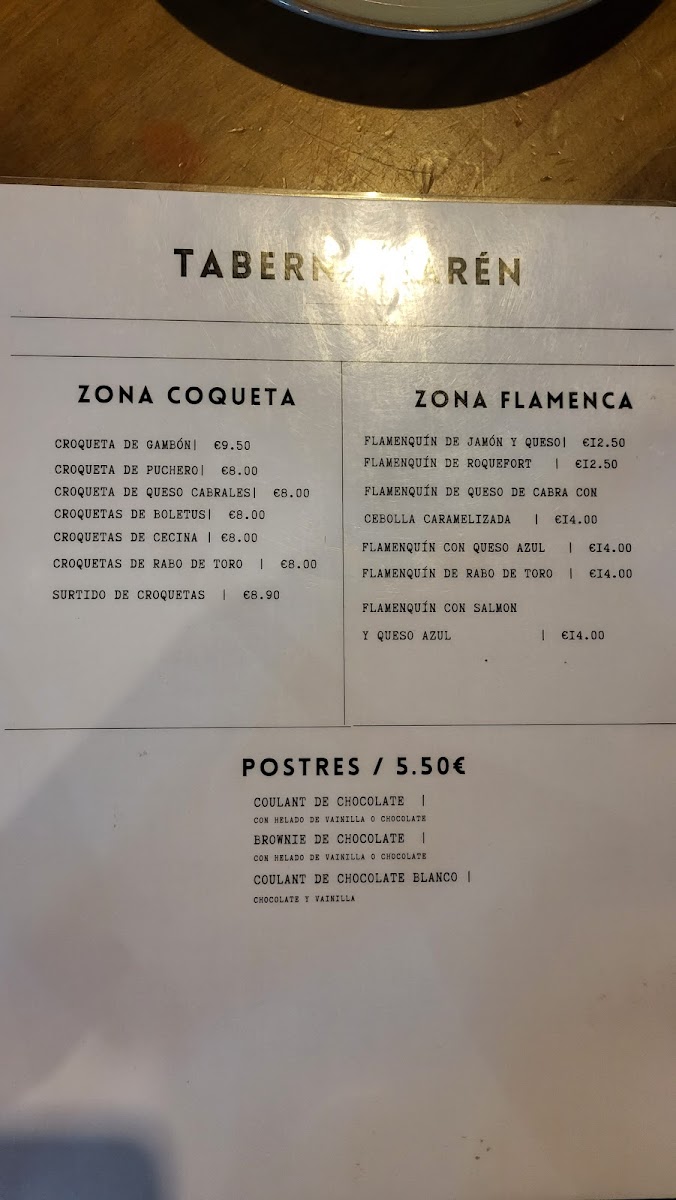 TABERNA ARÉN
ZONA COQUETA
CROQUETA DE GAMBÓN| €9.50
CROQUETA DE PUCHERO| €8.00
CROQUETA DE QUESO CABRALES| €8.00
CROQUETAS DE BOLETUS| €8.00
CROQUETAS DE CECINA | €8.00
CROQUETAS DE RABO DE TORO | €8.00
SURTIDO DE CROQUETAS | €8.90
ZONA FLAMENCA
FLAMENQUÍN DE JAMÓN Y QUESO| €12.50
FLAMENQUÍN DE ROQUEFORT | €12.50
FLAMENQUÍN DE QUESO DE CABRA CON
CEBOLLA CARAMELIZADA | €14.00
FLAMENQUÍN CON QUESO AZUL | €14.00
FLAMENQUÍN DE RABO DE TORO | €14.00
FLAMENQUÍN CON SALMON
Y QUESO AZUL | €14.00
POSTRES / 5.50€
COULANT DE CHOCOLATE |
CON HELADO DE VAINILLA O CHOCOLATE
BROWNIE DE CHOCOLATE |
CON HELADO DE VAINILLA O CHOCOLATE
COULANT DE CHOCOLATE BLANCO |
CHOCOLATE Y VAINILLA